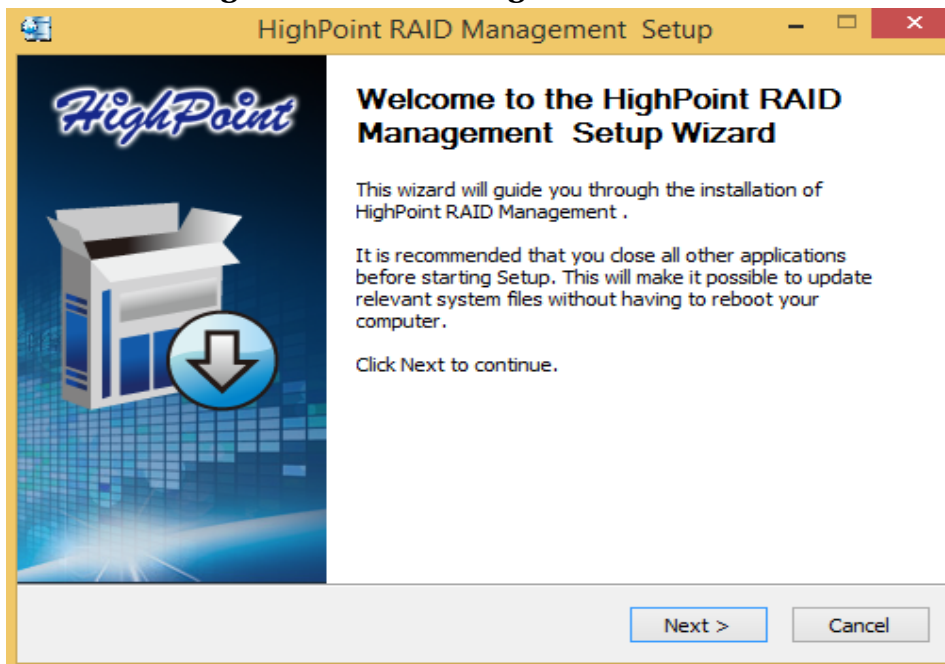 HighPoint RAID Management Setup
HighPoint
Welcome to the HighPoint RAID
Management Setup Wizard
This wizard will guide you through the installation of
HighPoint RAID Management .
It is recommended that you close all other applications
before starting Setup. This will make it possible to update
relevant system files without having to reboot your
computer.
Click Next to continue.
Next >
Cancel